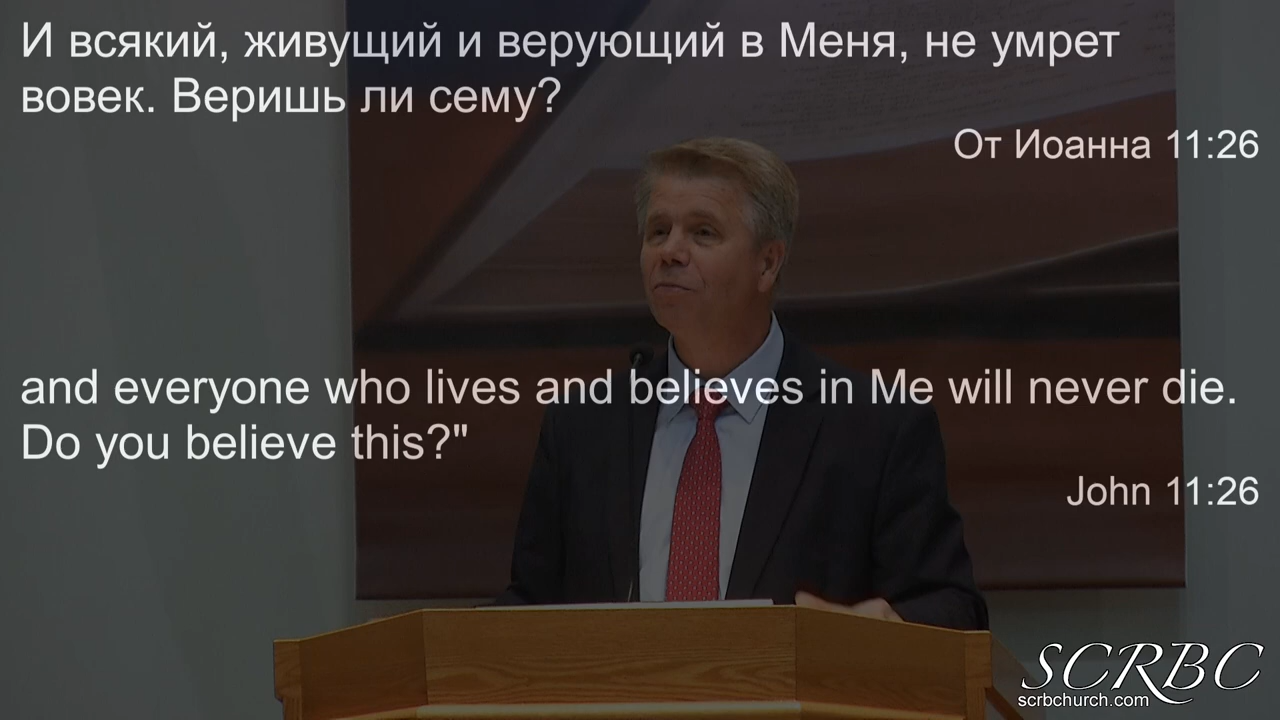 И всякий, живущий и верующий в Меня, не умрет
вовек. Веришь ли сему?
От Иоанна 11:26
and everyone who lives and believes in Me will never die.
Do you believe this?"
John 11:26
SCRBC
scrbchurch.com